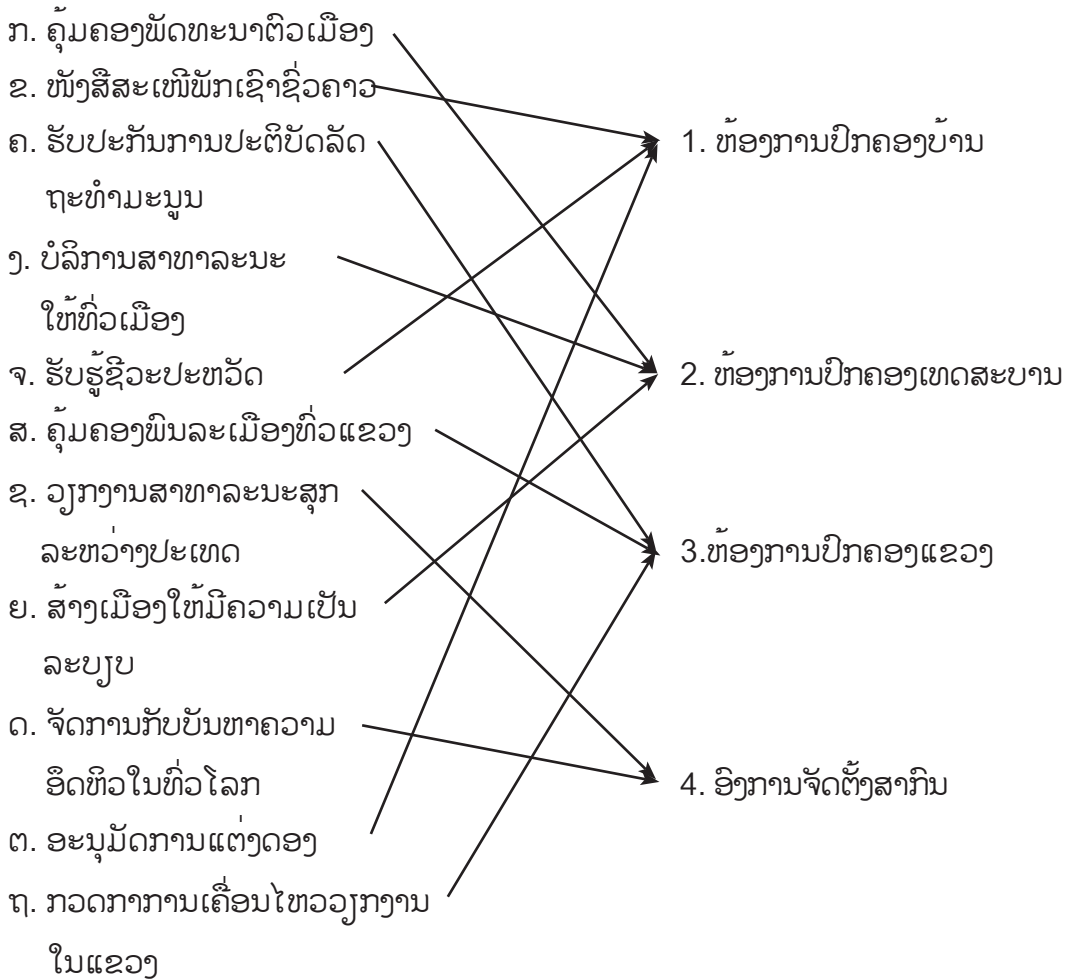 ກ. ຄຸ້ມຄອງພັດທະນາຕົວເມືອງ
ຂ. ໜັງສືສະເໜີພັກເຊົາຊົ່ວຄາວ
ຄ. ຮັບປະກັນການປະຕິບັດລັດ
ຖະທຳມະນູນ
ງ. ບໍລິການສາທາລະນະ
ໃຫ້ທົ່ວເມືອງ
ຈ. ຮັບຮູ້ຊີວະປະຫວັດ
ສ. ຄຸ້ມຄອງພົນລະເມືອງທົ່ວແຂວງ
ຊ. ວຽກງານສາທາລະນະສຸກ
ລະຫວ່າງປະເທດ
ຍ. ສ້າງເມືອງໃຫ້ມີຄວາມເປັນ
ລະບຽບ
ດ. ຈັດການກັບບັນຫາຄວາມ
ອຶດຫິວໃນທົ່ວໂລກ
ຕ. ອະນຸມັດການແຕ່ງດອງ
ຖ. ກວດກາການເຄື່ອນໄຫວວຽກງານ
ໃນແຂວງ
1. ຫ້ອງການປົກຄອງບ້ານ
2. ຫ້ອງການປົກຄອງເທດສະບານ
3.ຫ້ອງການປົກຄອງແຂວງ
4. ອົງການຈັດຕັ້ງສາກົນ